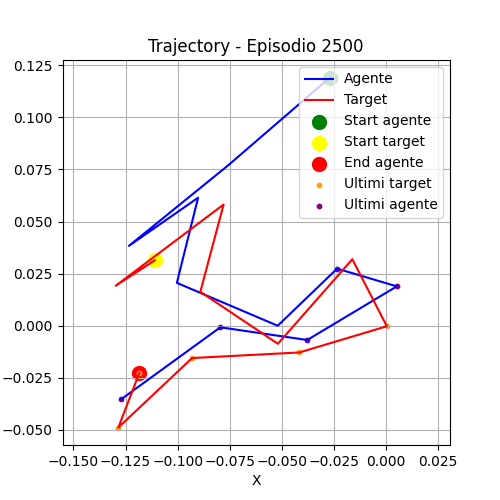 Trajectory - Episodio 2500
Agente
Target
Start agente
Start target
End agente
Ultimi target
Ultimi agente
0.125
0.100
0.075
0.050
0.025
0.000
−0.025
−0.050
−0.150 −0.125 −0.100 −0.075 −0.050 −0.025 0.000 0.025
X